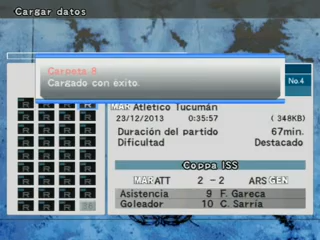 Cargar datos
Carpeta 8
Cargado con éxito.
No.4
MAR Atletico Tucumán
23/12/2013 0:35:57 ( 348KB)
Duración del partido 67min.
Dificultad Destacado
Coppa ISS
MAR ATT 2 - 2 ARS GEN
Asistencia 9 F. Gareca
Goleador 10 C. Sarría